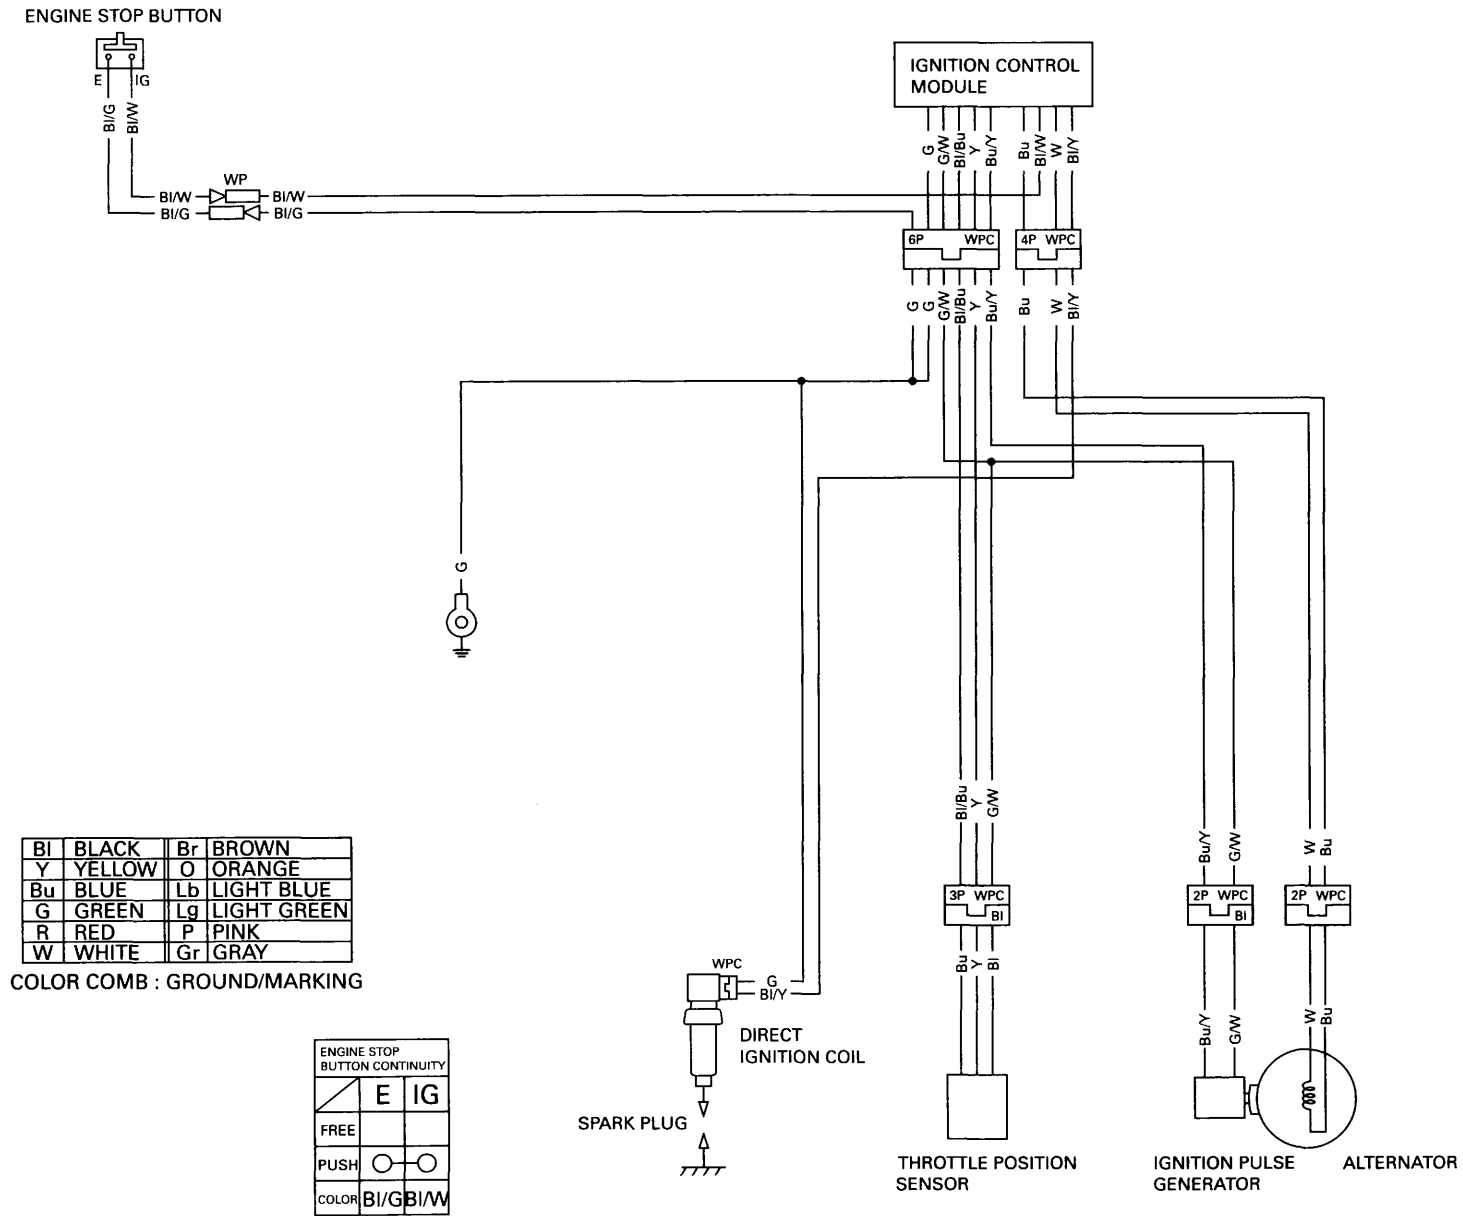 ENGINE STOP BUTTON
E IG
Bl/G Bl/W
IGNITION CONTROL
MODULE
G G/W Bl/Bu Y Bu/Y Bu Bl/W W Bl/Y
WP
Bl/W Bl/W
Bl/G Bl/G
6P WPC 4P WPC
G G G/W Bl/Bu Y Bu/Y Bu W Bl/Y
G
Bl/Bu Y G/W
Bu/Y G/W W Bu
3P WPC Bl
2P WPC Bl
2P WPC
Bu Y Bl
Bu/Y G/W W Bu
Bl BLACK Br BROWN
Y YELLOW O ORANGE
Bu BLUE Lb LIGHT BLUE
G GREEN Lg LIGHT GREEN
R RED P PINK
W WHITE Gr GRAY
COLOR COMB : GROUND/MARKING
WPC
G
Bl/Y
DIRECT
IGNITION COIL
SPARK PLUG
ENGINE STOP
BUTTON CONTINUITY
E IG
FREE
PUSH
COLOR Bl/G Bl/W
THROTTLE POSITION
SENSOR
IGNITION PULSE
GENERATOR
ALTERNATOR